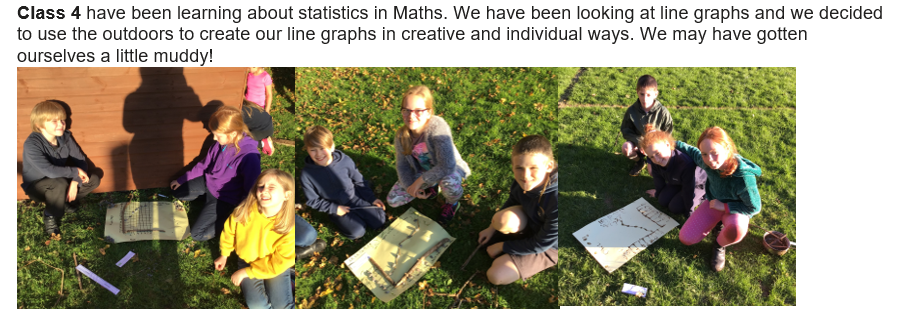 Class 4 have been learning about statistics in Maths. We have been looking at line graphs and we decided
to use the outdoors to create our line graphs in creative and individual ways. We may have gotten
ourselves a little muddy!